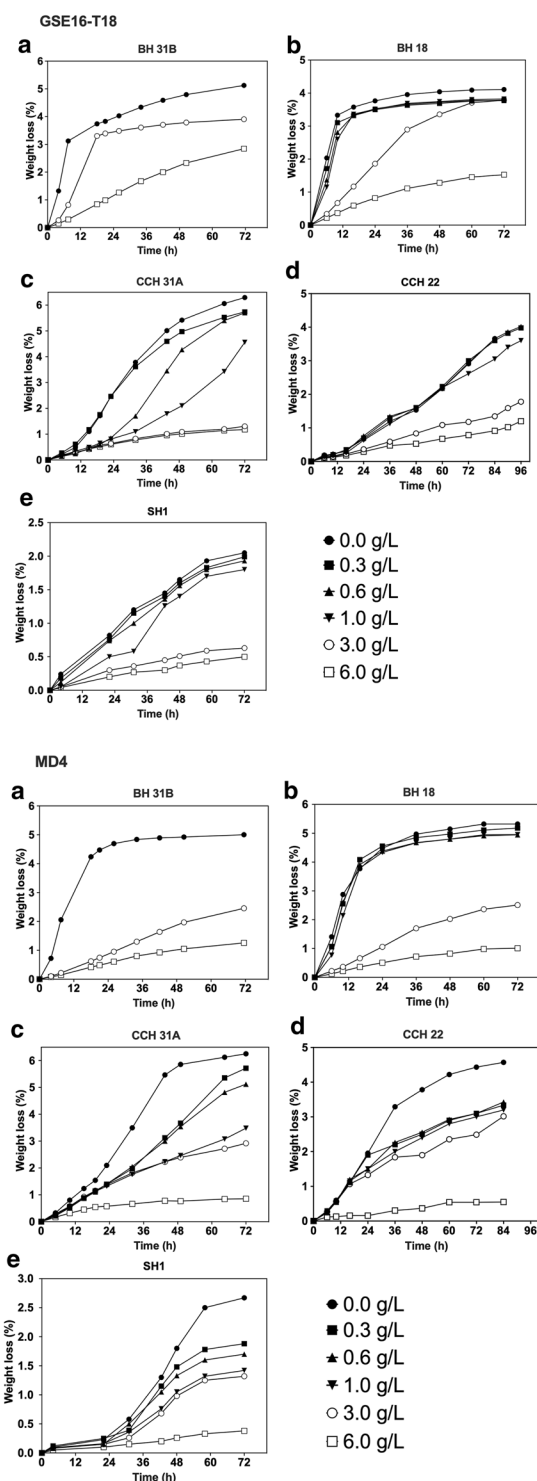 GSE16-T18
a
BH 31B
Weight loss (%)
6
5
4
3
2
1
0
0 12 24 36 48 60 72
Time (h)
b
BH 18
Weight loss (%)
5
4
3
2
1
0
0 12 24 36 48 60 72
Time (h)
c
CCH 31A
Weight loss (%)
6
5
4
3
2
1
0
0 12 24 36 48 60 72
Time (h)
d
CCH 22
Weight loss (%)
5
4
3
2
1
0
0 12 24 36 48 60 72 84 96
Time (h)
e
SH1
Weight loss (%)
2.5
2.0
1.5
1.0
0.5
0.0
0 12 24 36 48 60 72
Time (h)
0.0 g/L
0.3 g/L
0.6 g/L
1.0 g/L
3.0 g/L
6.0 g/L
MD4
a
BH 31B
Weight loss (%)
6
5
4
3
2
1
0
0 12 24 36 48 60 72
Time (h)
b
BH 18
Weight loss (%)
6
5
4
3
2
1
0
0 12 24 36 48 60 72
Time (h)
c
CCH 31A
Weight loss (%)
6
5
4
3
2
1
0
0 12 24 36 48 60 72
Time (h)
d
CCH 22
Weight loss (%)
5
4
3
2
1
0
0 12 24 36 48 60 72 84 96
Time (h)
e
SH1
Weight loss (%)
3.0
2.5
2.0
1.5
1.0
0.5
0.0
0 12 24 36 48 60 72
Time (h)
0.0 g/L
0.3 g/L
0.6 g/L
1.0 g/L
3.0 g/L
6.0 g/L